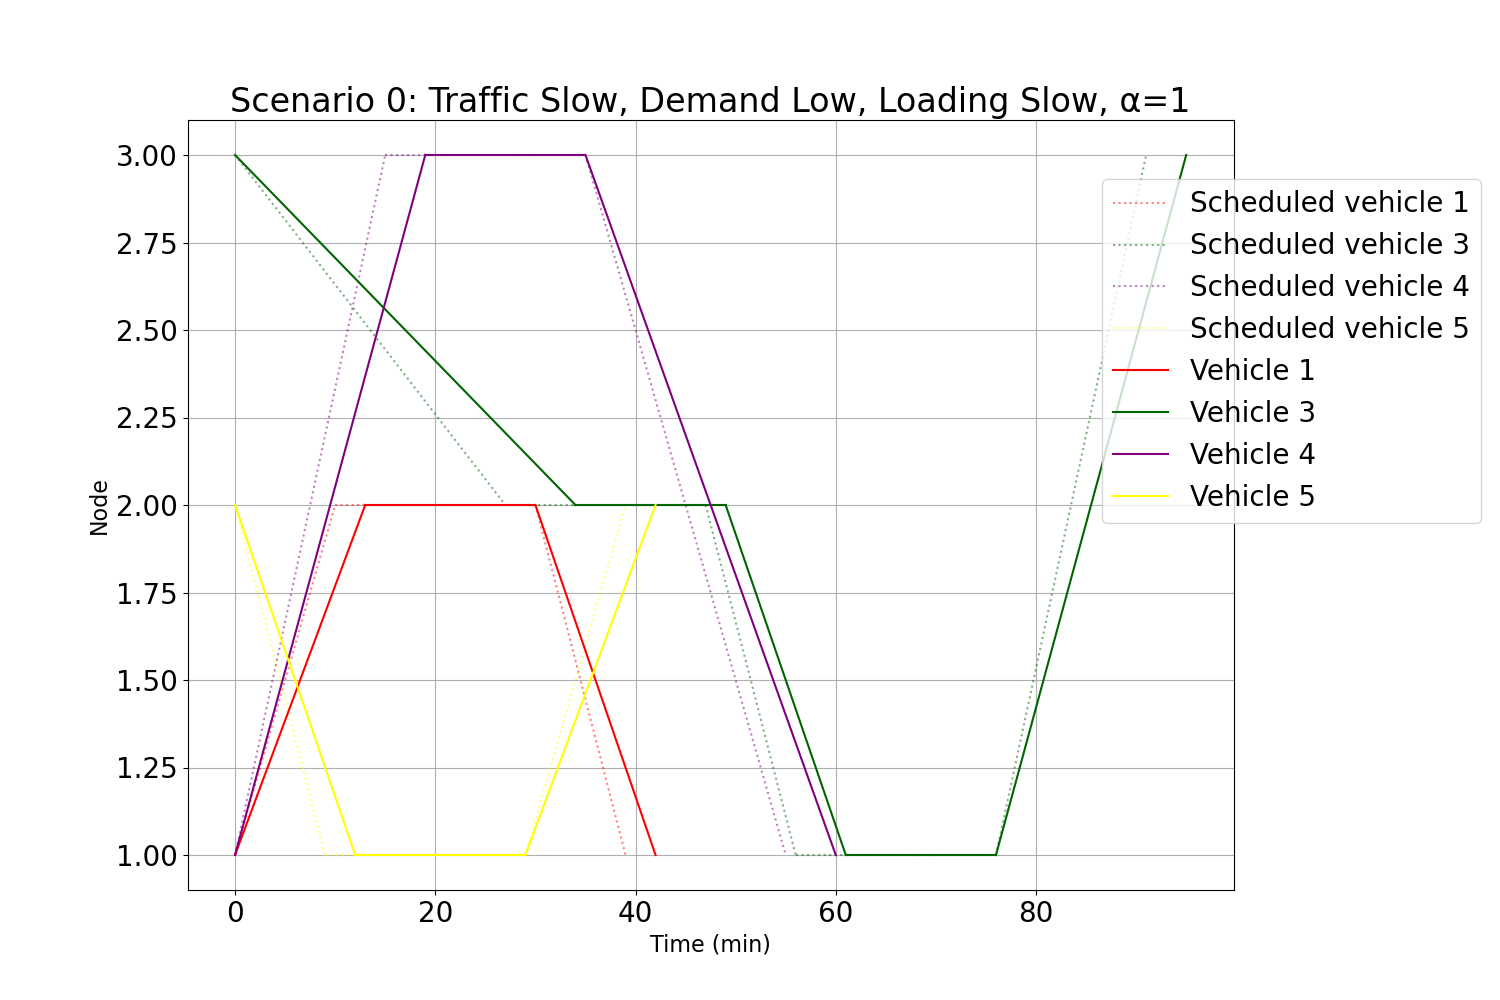 Scenario 0: Traffic Slow, Demand Low, Loading Slow, α=1
3.00
2.75
2.50
2.25
2.00
1.75
1.50
1.25
1.00
Node
0 20 40 60 80
Time (min)
Scheduled vehicle 1
Scheduled vehicle 3
Scheduled vehicle 4
Scheduled vehicle 5
Vehicle 1
Vehicle 3
Vehicle 4
Vehicle 5